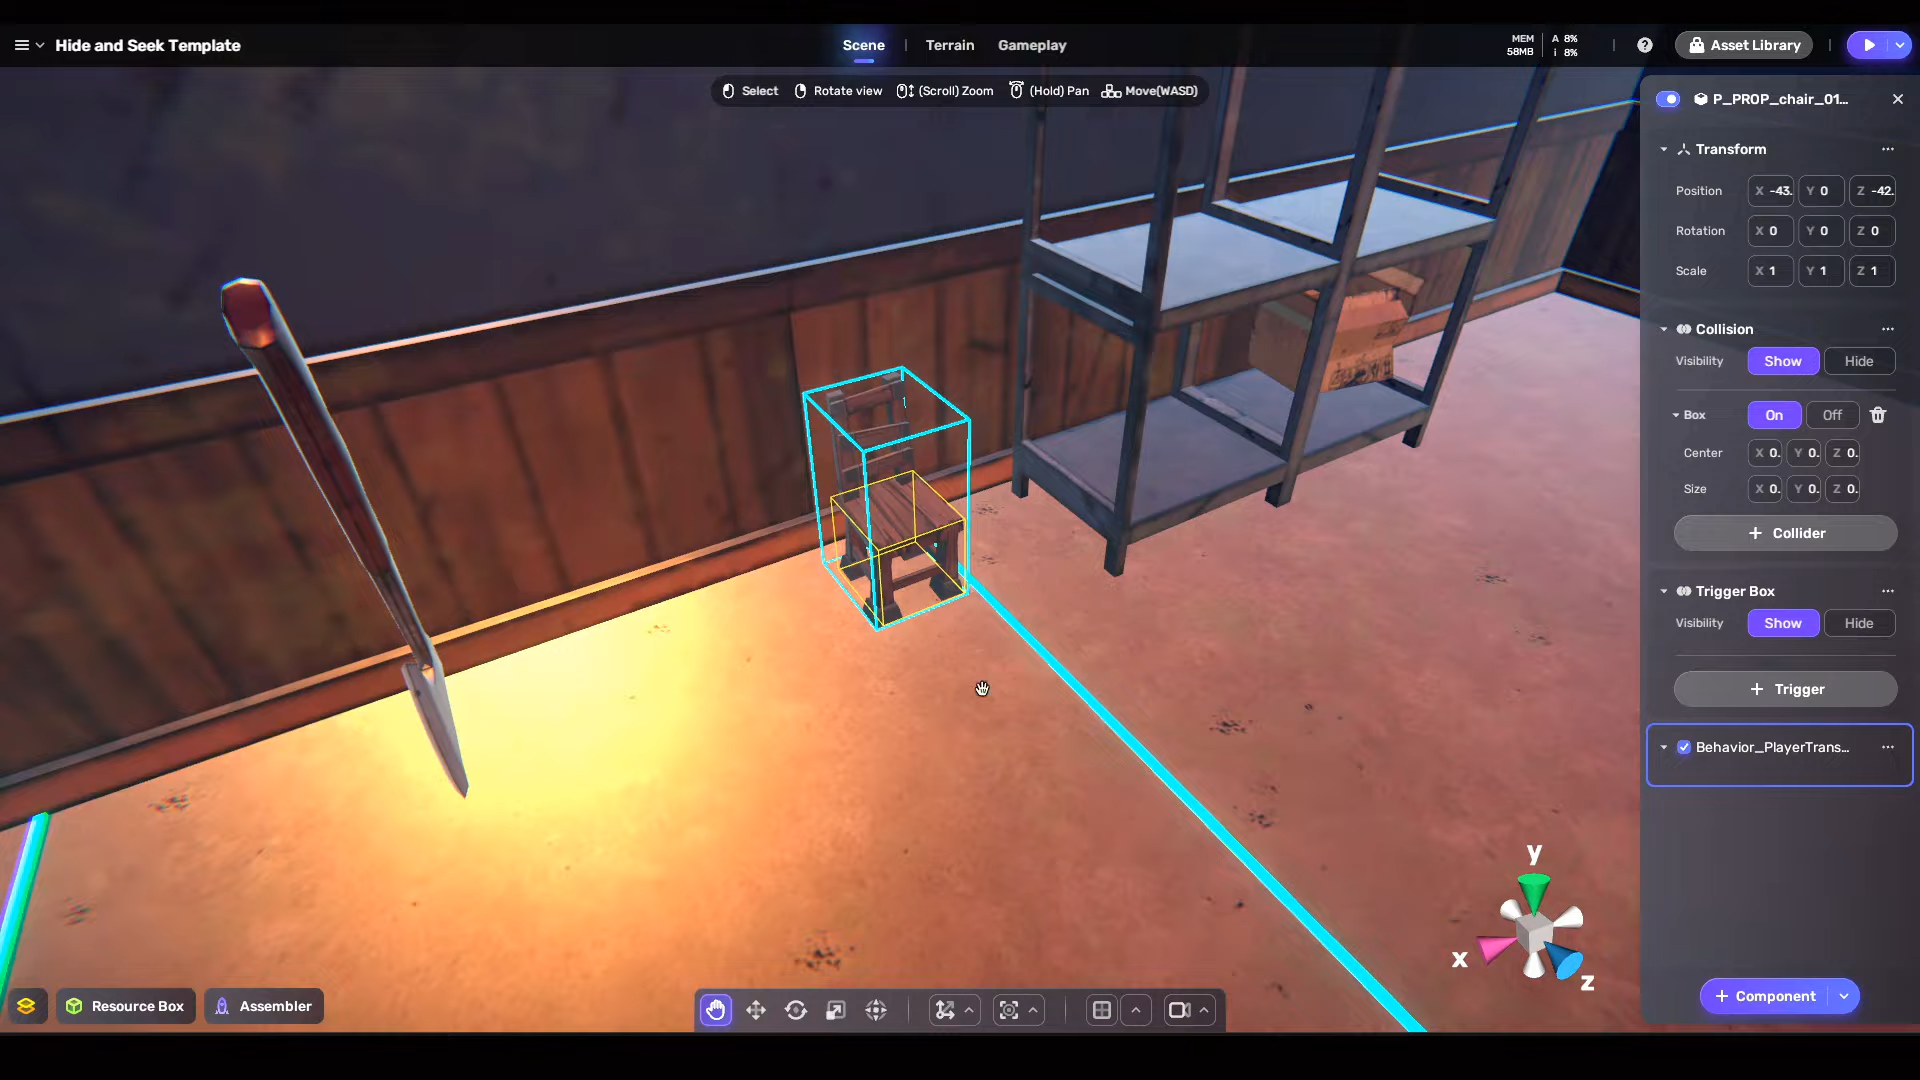 Hide and Seek Template
Scene
Terrain
Gameplay
MEM
58MB
A 8%
i 8%
Asset Library
Select
Rotate view
(Scroll) Zoom
(Hold) Pan
Move(WASD)
P_PROP_chair_01...
Transform
Position X -43. Y 0 Z -42.
Rotation X 0 Y 0 Z 0
Scale X 1 Y 1 Z 1
Collision
Visibility Show Hide
Box On Off
Center X 0. Y 0. Z 0.
Size X 0. Y 0. Z 0.
+ Collider
Trigger Box
Visibility Show Hide
+ Trigger
Behavior_PlayerTrans...
y
x
z
+ Component
Resource Box
Assembler